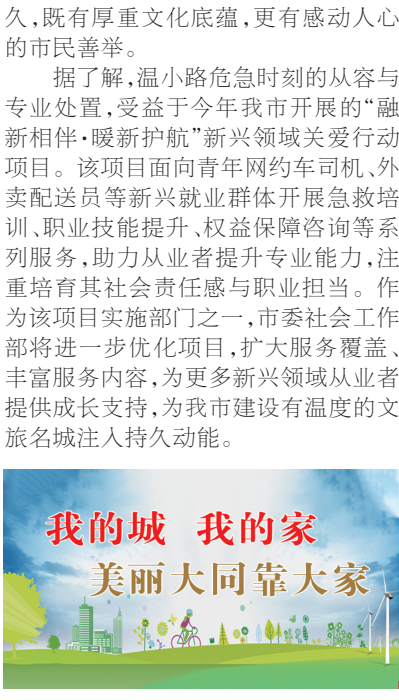 久,既有厚重文化底蕴,更有感动人心
的市民善举。
据了解,温小路危急时刻的从容与
专业处置,受益于今年我市开展的“融
新相伴·暖新护航”新兴领域关爱行动
项目。该项目面向青年网约车司机、外
卖配送员等新兴就业群体开展急救培
训、职业技能提升、权益保障咨询等系
列服务,助力从业者提升专业能力,注
重培育其社会责任感与职业担当。作
为该项目实施部门之一,市委社会工作
部将进一步优化项目,扩大服务覆盖、
丰富服务内容,为更多新兴领域从业者
提供成长支持,为我市建设有温度的文
旅名城注入持久动能。
我的城 我的家
美丽大同靠大家